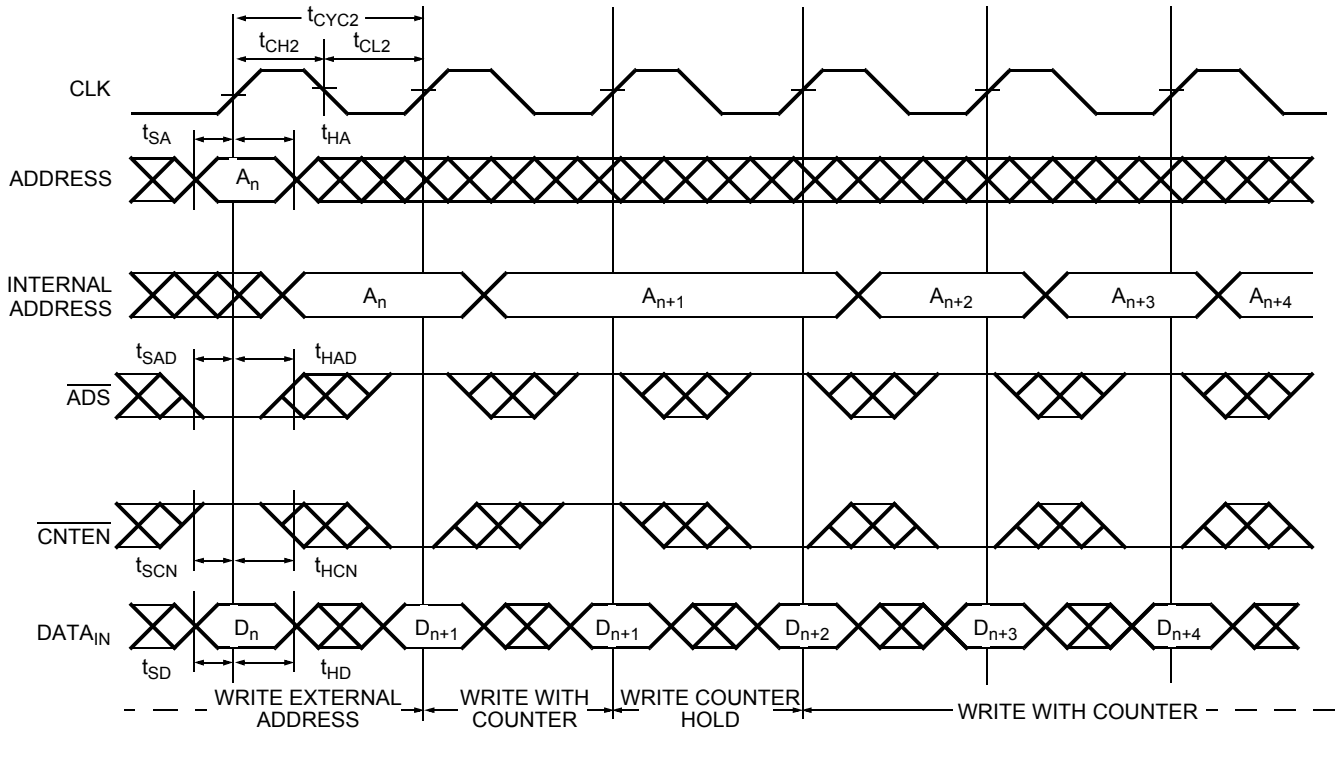 tCYC2
tCH2 tCL2
CLK
tSA tHA
ADDRESS An
INTERNAL
ADDRESS An An+1 An+2 An+3 An+4
tSAD tHAD
ADS
CNTEN
tSCN tHCN
DATAIN Dn Dn+1 Dn+1 Dn+2 Dn+3 Dn+4
tSD tHD
WRITE EXTERNAL
ADDRESS
WRITE WITH
COUNTER
WRITE COUNTER
HOLD
WRITE WITH COUNTER